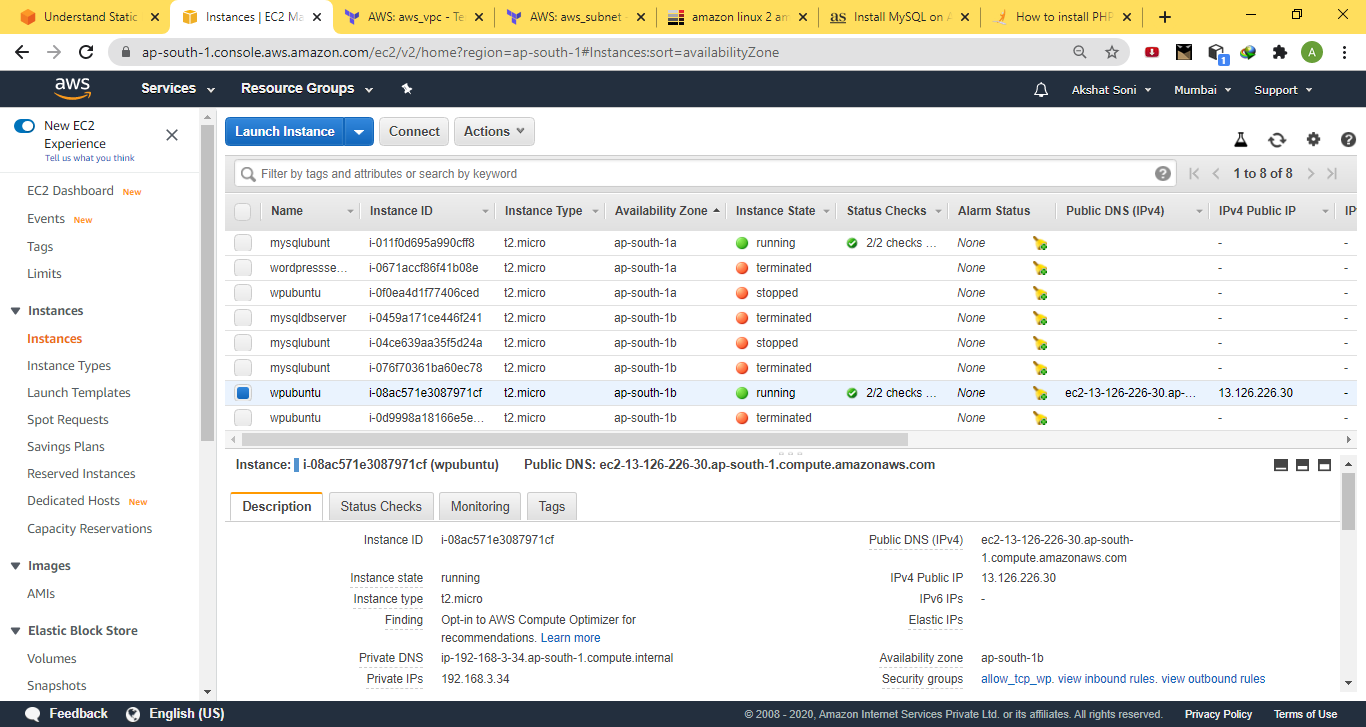 Understand Static
Instances | EC2 Ma
AWS: aws_vpc - Te
AWS: aws_subnet -
amazon linux 2 am
as Install MySQL on A
How to install PHP
ap-south-1.console.aws.amazon.com/ec2/v2/home?region=ap-south-1#Instances:sort=availabilityZone
1
A
aws Services Resource Groups Akshat Soni Mumbai Support
New EC2
Experience
Tell us what you think
EC2 Dashboard New
Events New
Tags
Limits
Instances
Instances
Instance Types
Launch Templates
Spot Requests
Savings Plans
Reserved Instances
Dedicated Hosts New
Capacity Reservations
Images
AMIs
Elastic Block Store
Volumes
Snapshots
Launch Instance Connect Actions
Filter by tags and attributes or search by keyword
1 to 8 of 8
Name Instance ID Instance Type Availability Zone Instance State Status Checks Alarm Status Public DNS (IPv4) IPv4 Public IP IP
mysqlubunt i-011f0d695a990cff8 t2.micro ap-south-1a running 2/2 checks ... None - -
wordpressse... i-0671accf86f41b08e t2.micro ap-south-1a terminated None - -
wpubuntu i-0f0ea4d1f77406ced t2.micro ap-south-1a stopped None - -
mysqldbserver i-0459a171ce446f241 t2.micro ap-south-1b terminated None - -
mysqlubunt i-04ce639aa35f5d24a t2.micro ap-south-1b stopped None - -
mysqlubunt i-076f70361ba60ec78 t2.micro ap-south-1b terminated None - -
wpubuntu i-08ac571e3087971cf t2.micro ap-south-1b running 2/2 checks ... None ec2-13-126-226-30.ap-... 13.126.226.30 -
wpubuntu i-0d9998a18166e5e... t2.micro ap-south-1b terminated None - -
Instance: i-08ac571e3087971cf (wpubuntu) Public DNS: ec2-13-126-226-30.ap-south-1.compute.amazonaws.com
Description Status Checks Monitoring Tags
Instance ID i-08ac571e3087971cf
Instance state running
Instance type t2.micro
Finding Opt-in to AWS Compute Optimizer for
recommendations. Learn more
Private DNS ip-192-168-3-34.ap-south-1.compute.internal
Private IPs 192.168.3.34
Public DNS (IPv4) ec2-13-126-226-30.ap-south-
1.compute.amazonaws.com
IPv4 Public IP 13.126.226.30
IPv6 IPs -
Elastic IPs
Availability zone ap-south-1b
Security groups allow_tcp_wp. view inbound rules. view outbound rules
Feedback English (US) © 2008 - 2020, Amazon Internet Services Private Ltd. or its affiliates. All rights reserved. Privacy Policy Terms of Use